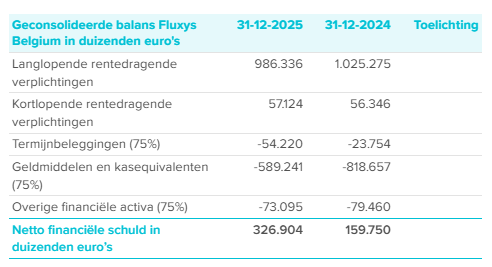 Geconsolideerde balans Fluxys 31-12-2025 31-12-2024 Toelichting
Belgium in duizenden euro's
Langlopende rentedragende 986.336 1.025.275
verplichtingen
Kortlopende rentedragende 57.124 56.346
verplichtingen
Termijnbeleggingen (75%) -54.220 -23.754
Geldmiddelen en kasequivalenten -589.241 -818.657
(75%)
Overige financiële activa (75%) -73.095 -79.460
Netto financiële schuld in 326.904 159.750
duizenden euro's